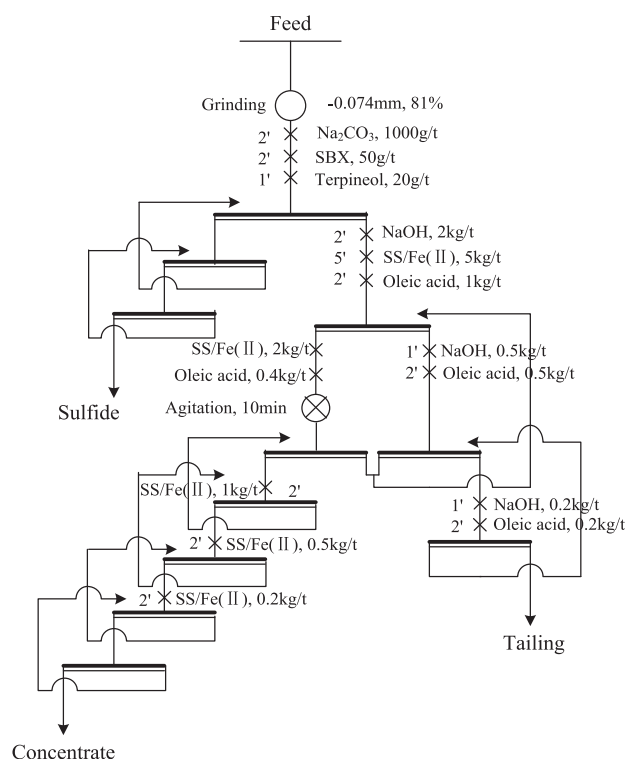 Feed
Grinding -0.074mm, 81%
2' Na₂CO₃, 1000g/t
2' SBX, 50g/t
1' Terpineol, 20g/t
2' NaOH, 2kg/t
5' SS/Fe(Ⅱ), 5kg/t
2' Oleic acid, 1kg/t
SS/Fe(Ⅱ), 2kg/t
1' NaOH, 0.5kg/t
Oleic acid, 0.4kg/t
2' Oleic acid, 0.5kg/t
Agitation, 10min
Sulfide
SS/Fe(Ⅱ), 1kg/t 2'
1' NaOH, 0.2kg/t
2' Oleic acid, 0.2kg/t
2' SS/Fe(Ⅱ), 0.5kg/t
2' SS/Fe(Ⅱ), 0.2kg/t
Tailing
Concentrate